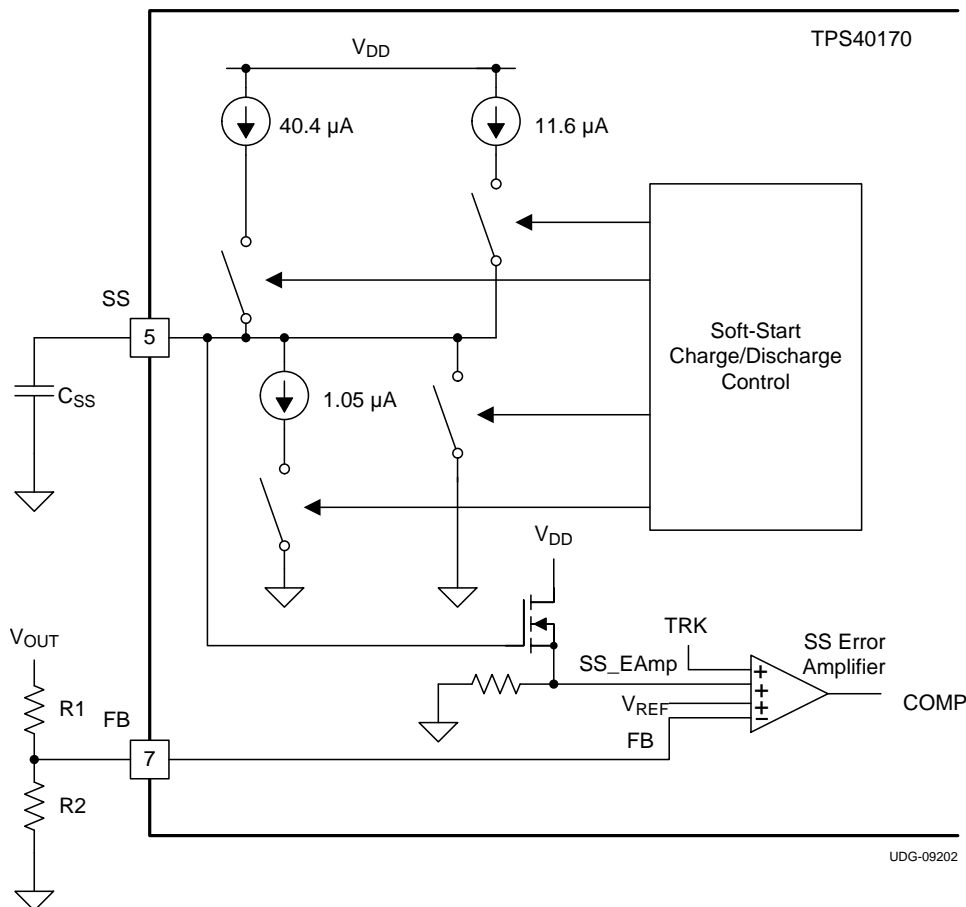 TPS40170
VDD
40.4 µA
11.6 µA
SS
5
CSS
1.05 µA
Soft-Start
Charge/Discharge
Control
VDD
VOUT
TRK
SS Error
Amplifier
SS_EAmp
+
+
VREF
+
COMP
R1
FB
FB
–
7
R2
UDG-09202